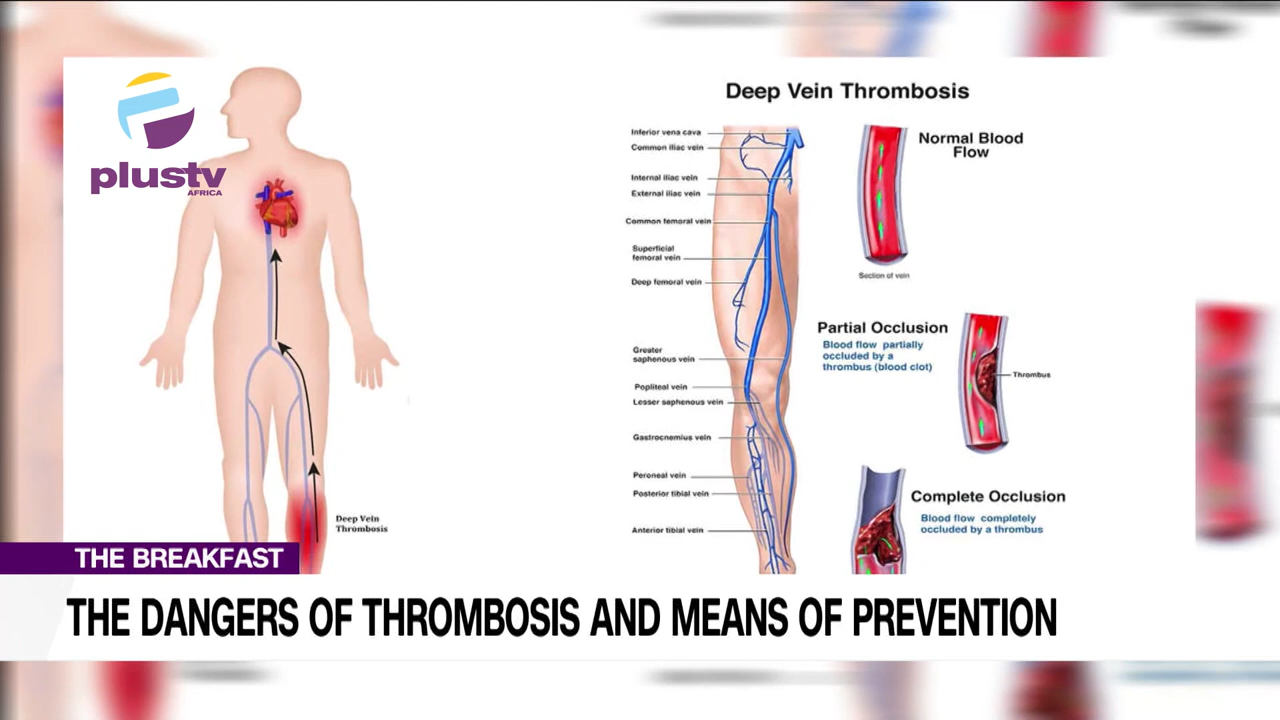 plustv
AFRICA
Deep Vein
Thrombosis
Deep Vein Thrombosis
Inferior vena cava
Common iliac vein
Internal iliac vein
External iliac vein
Common femoral vein
Superficial
femoral vein
Deep femoral vein
Greater
saphenous vein
Popliteal vein
Lesser saphenous vein
Gastrocnemius vein
Peroneal vein
Posterior tibial vein
Anterior tibial vein
Normal Blood
Flow
Section of vein
Partial Occlusion
Blood flow partially
occluded by a
thrombus (blood clot)
Thrombus
Complete Occlusion
Blood flow completely
occluded by a thrombus
THE BREAKFAST
THE DANGERS OF THROMBOSIS AND MEANS OF PREVENTION